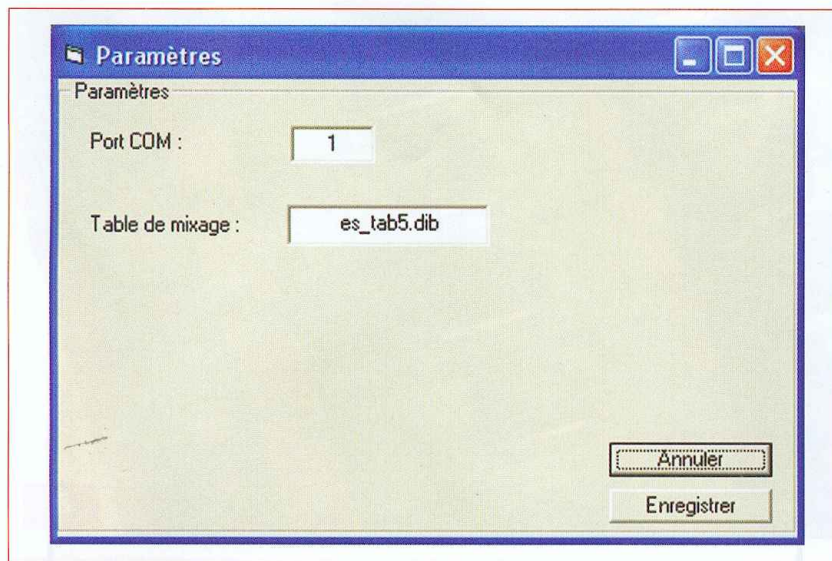 Paramètres
Paramètres
Port COM :
1
Table de mixage :
es_tab5.dib
Annuler
Enregistrer